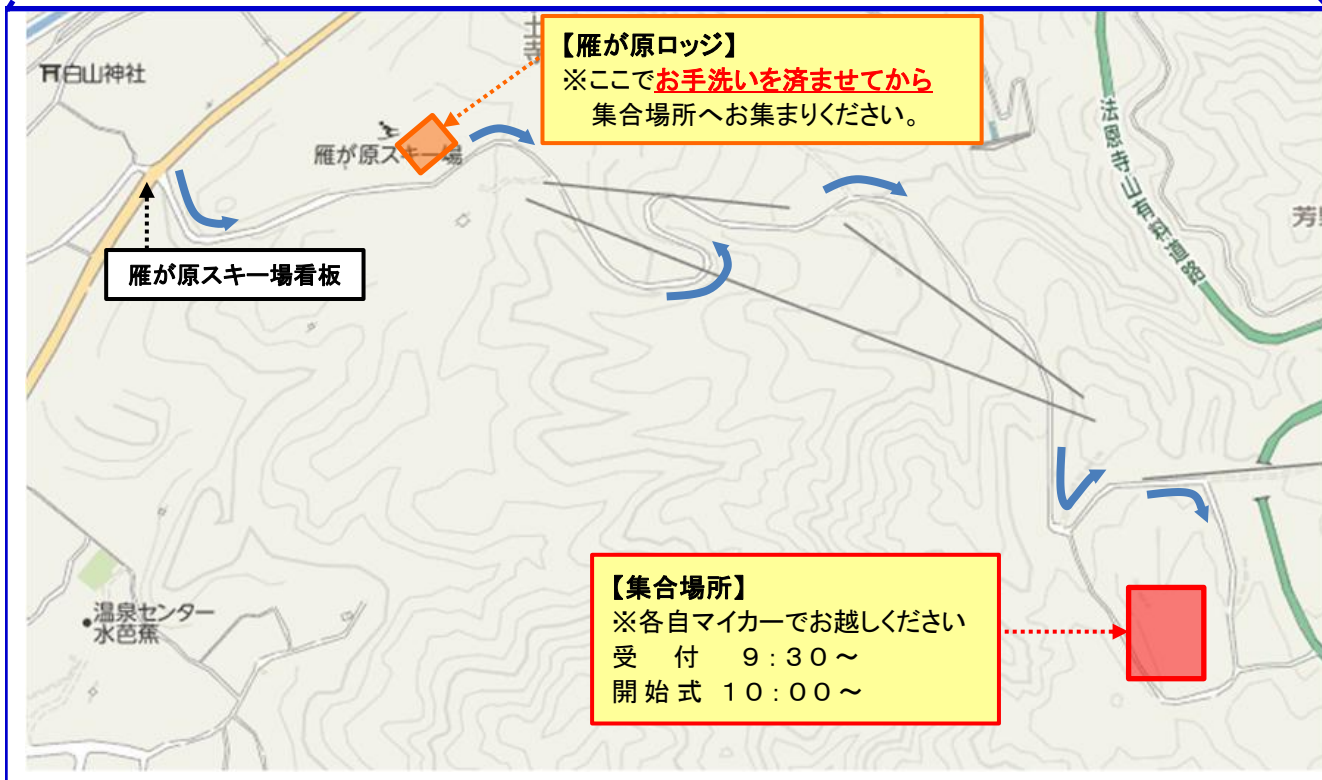 白山神社
士寺
【雁が原ロッジ】
※ここでお手洗いを済ませてから
集合場所へお集まりください。
雁が原スキー場
法恩寺山有料道路
芳野
雁が原スキー場看板
温泉センター
水芭蕉
【集合場所】
※各自マイカーでお越しください
受　付　９：３０～
開始式 １０：００～